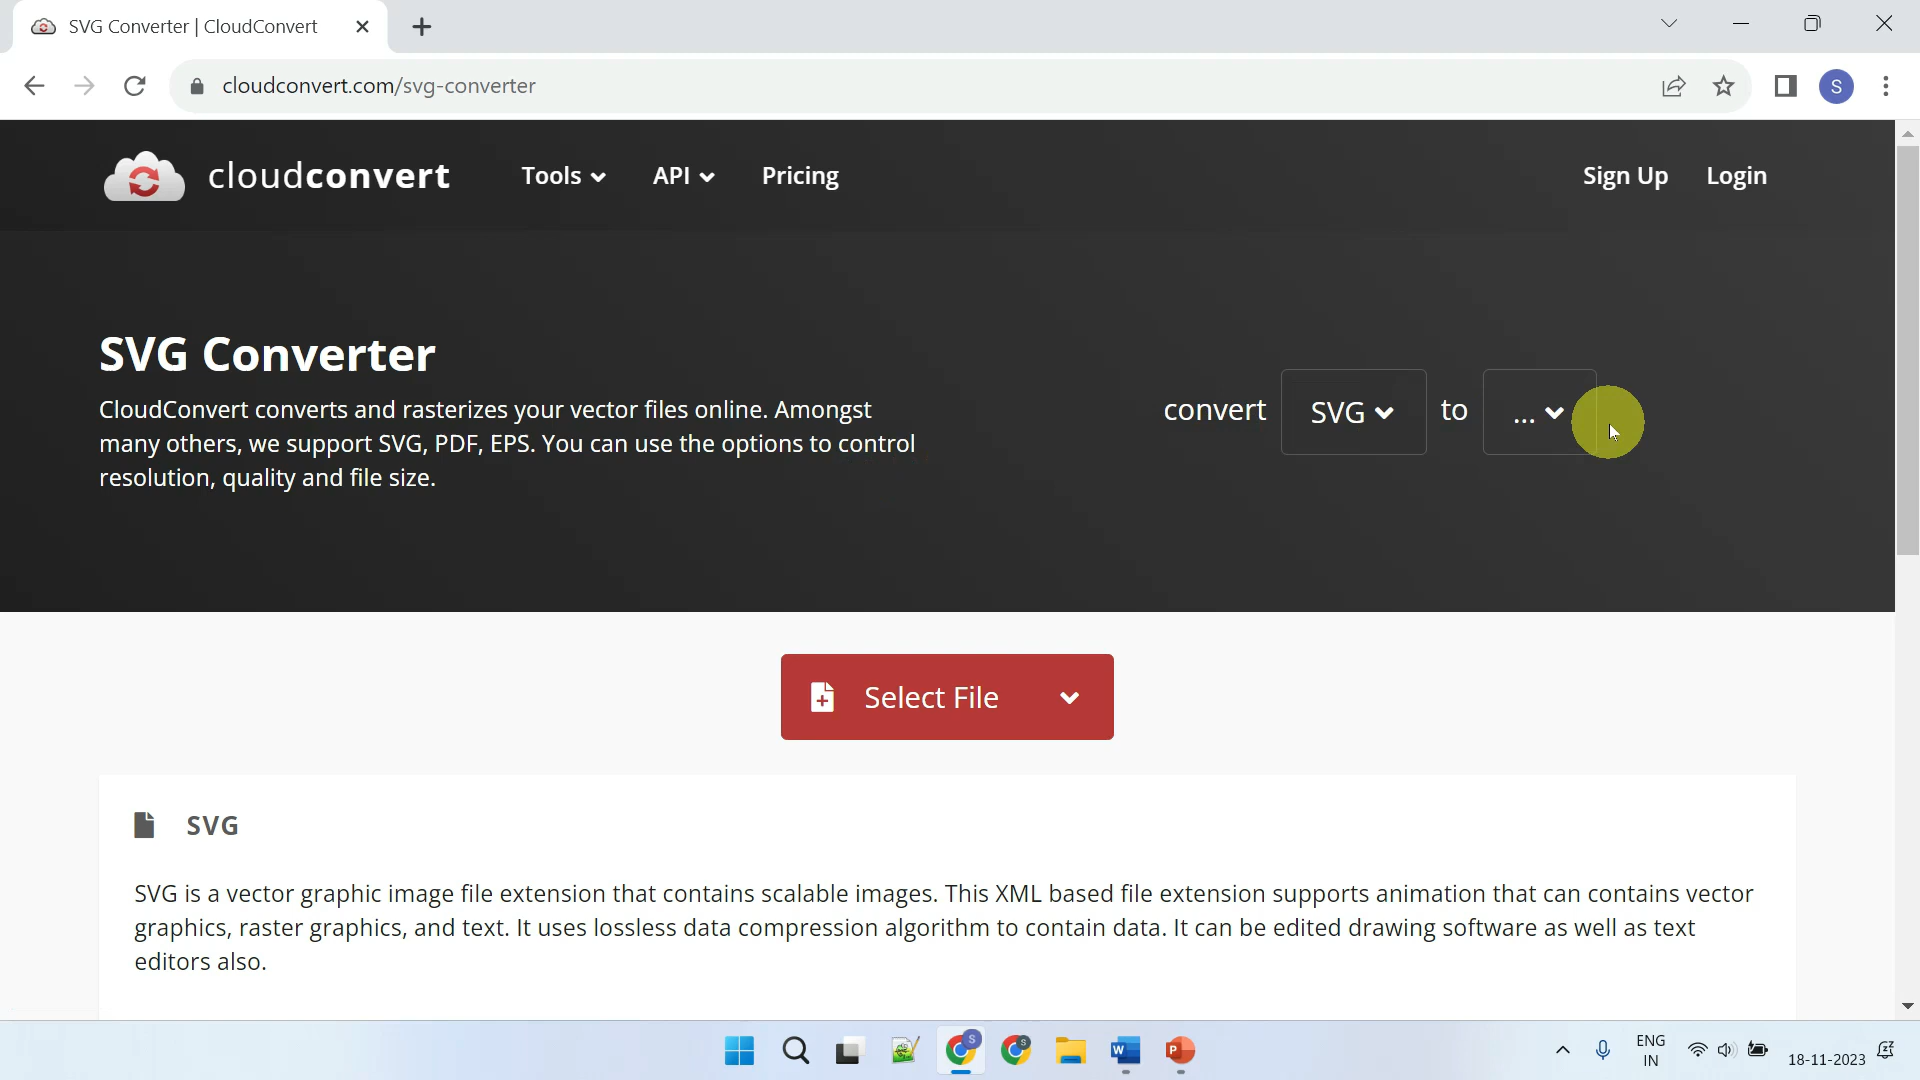 SVG Converter | CloudConvert
cloudconvert.com/svg-converter
S
cloudconvert
Tools
API
Pricing
Sign Up
Login
SVG Converter
CloudConvert converts and rasterizes your vector files online. Amongst
many others, we support SVG, PDF, EPS. You can use the options to control
resolution, quality and file size.
convert SVG to ...
Select File
SVG
SVG is a vector graphic image file extension that contains scalable images. This XML based file extension supports animation that can contains vector
graphics, raster graphics, and text. It uses lossless data compression algorithm to contain data. It can be edited drawing software as well as text
editors also.
S
S
W
P
ENG
IN
18-11-2023